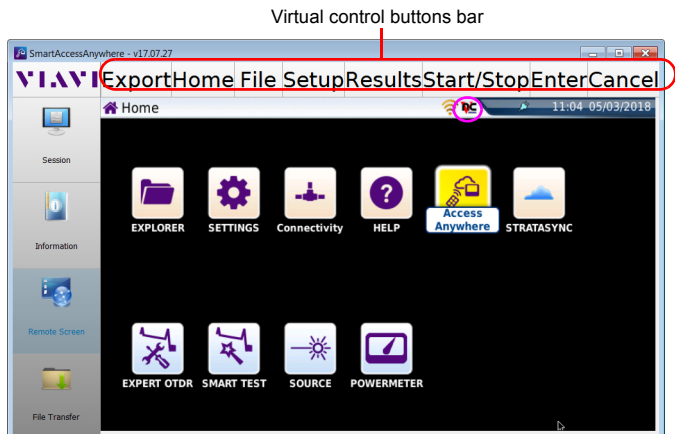 Virtual control buttons bar
SmartAccessAnywhere - v17.07.27
VIAVI Export Home File Setup Results Start/Stop Enter Cancel
Home
11:04 05/03/2018
Session
Information
Remote Screen
File Transfer
EXPLORER SETTINGS Connectivity HELP Access Anywhere STRATASYNC
EXPERT OTDR SMART TEST SOURCE POWERMETER